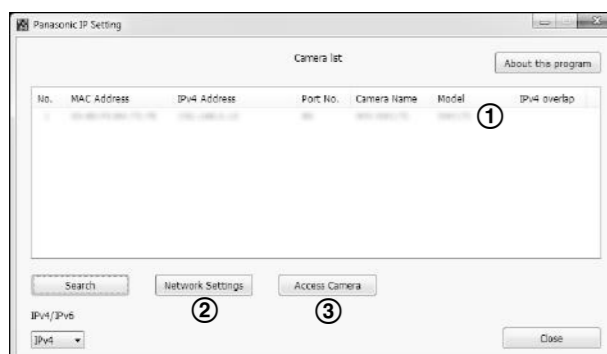 Panasonic IP Setting
Camera list
About this program
No. MAC Address IPv4 Address Port No. Camera Name Model IPv4 overlap
①
Search Network Settings Access Camera
② ③
IPv4/IPv6
IPv4 Close